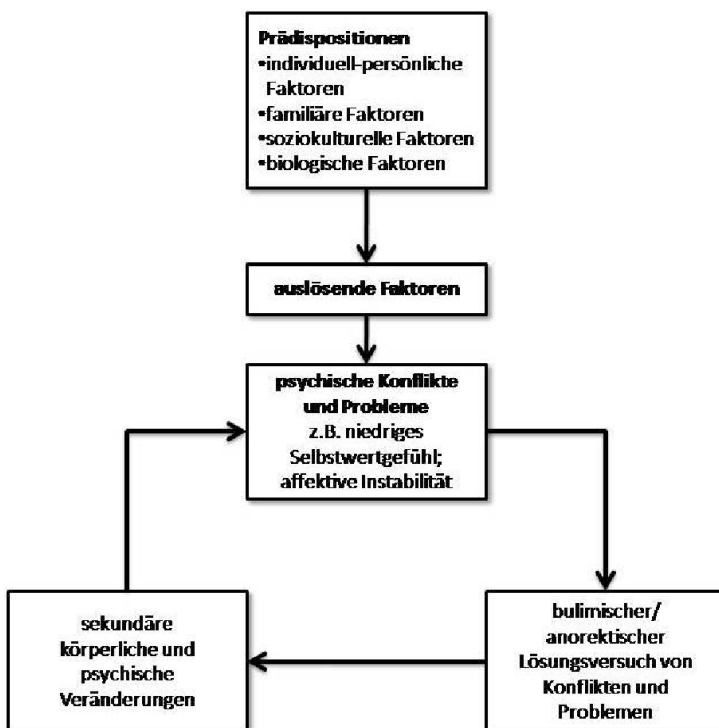 Prädispositionen
•individuell-persönliche
Faktoren
•familiäre Faktoren
•soziokulturelle Faktoren
•biologische Faktoren
auslösende Faktoren
psychische Konflikte
und Probleme
z.B. niedriges
Selbstwertgefühl;
affektive Instabilität
sekundäre
körperliche und
psychische
Veränderungen
bulimischer/
anorektischer
Lösungsversuch von
Konflikten und
Problemen